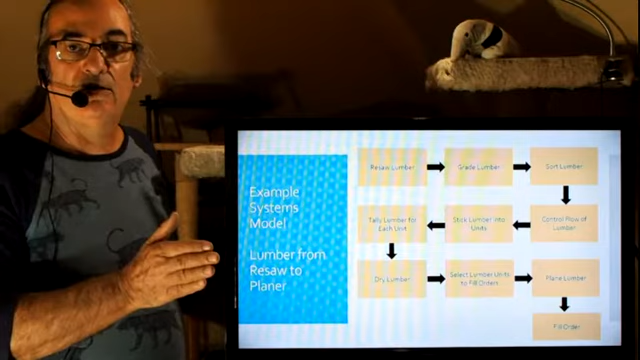 Example
Systems
Model
Lumber from
Resaw to
Planer
Resaw Lumber
Grade Lumber
Sort Lumber
Tally Lumber for
Each Unit
Stick Lumber into
Units
Control Flow of
Lumber
Dry Lumber
Select Lumber Units
to Fill Orders
Plane Lumber
Fill Order